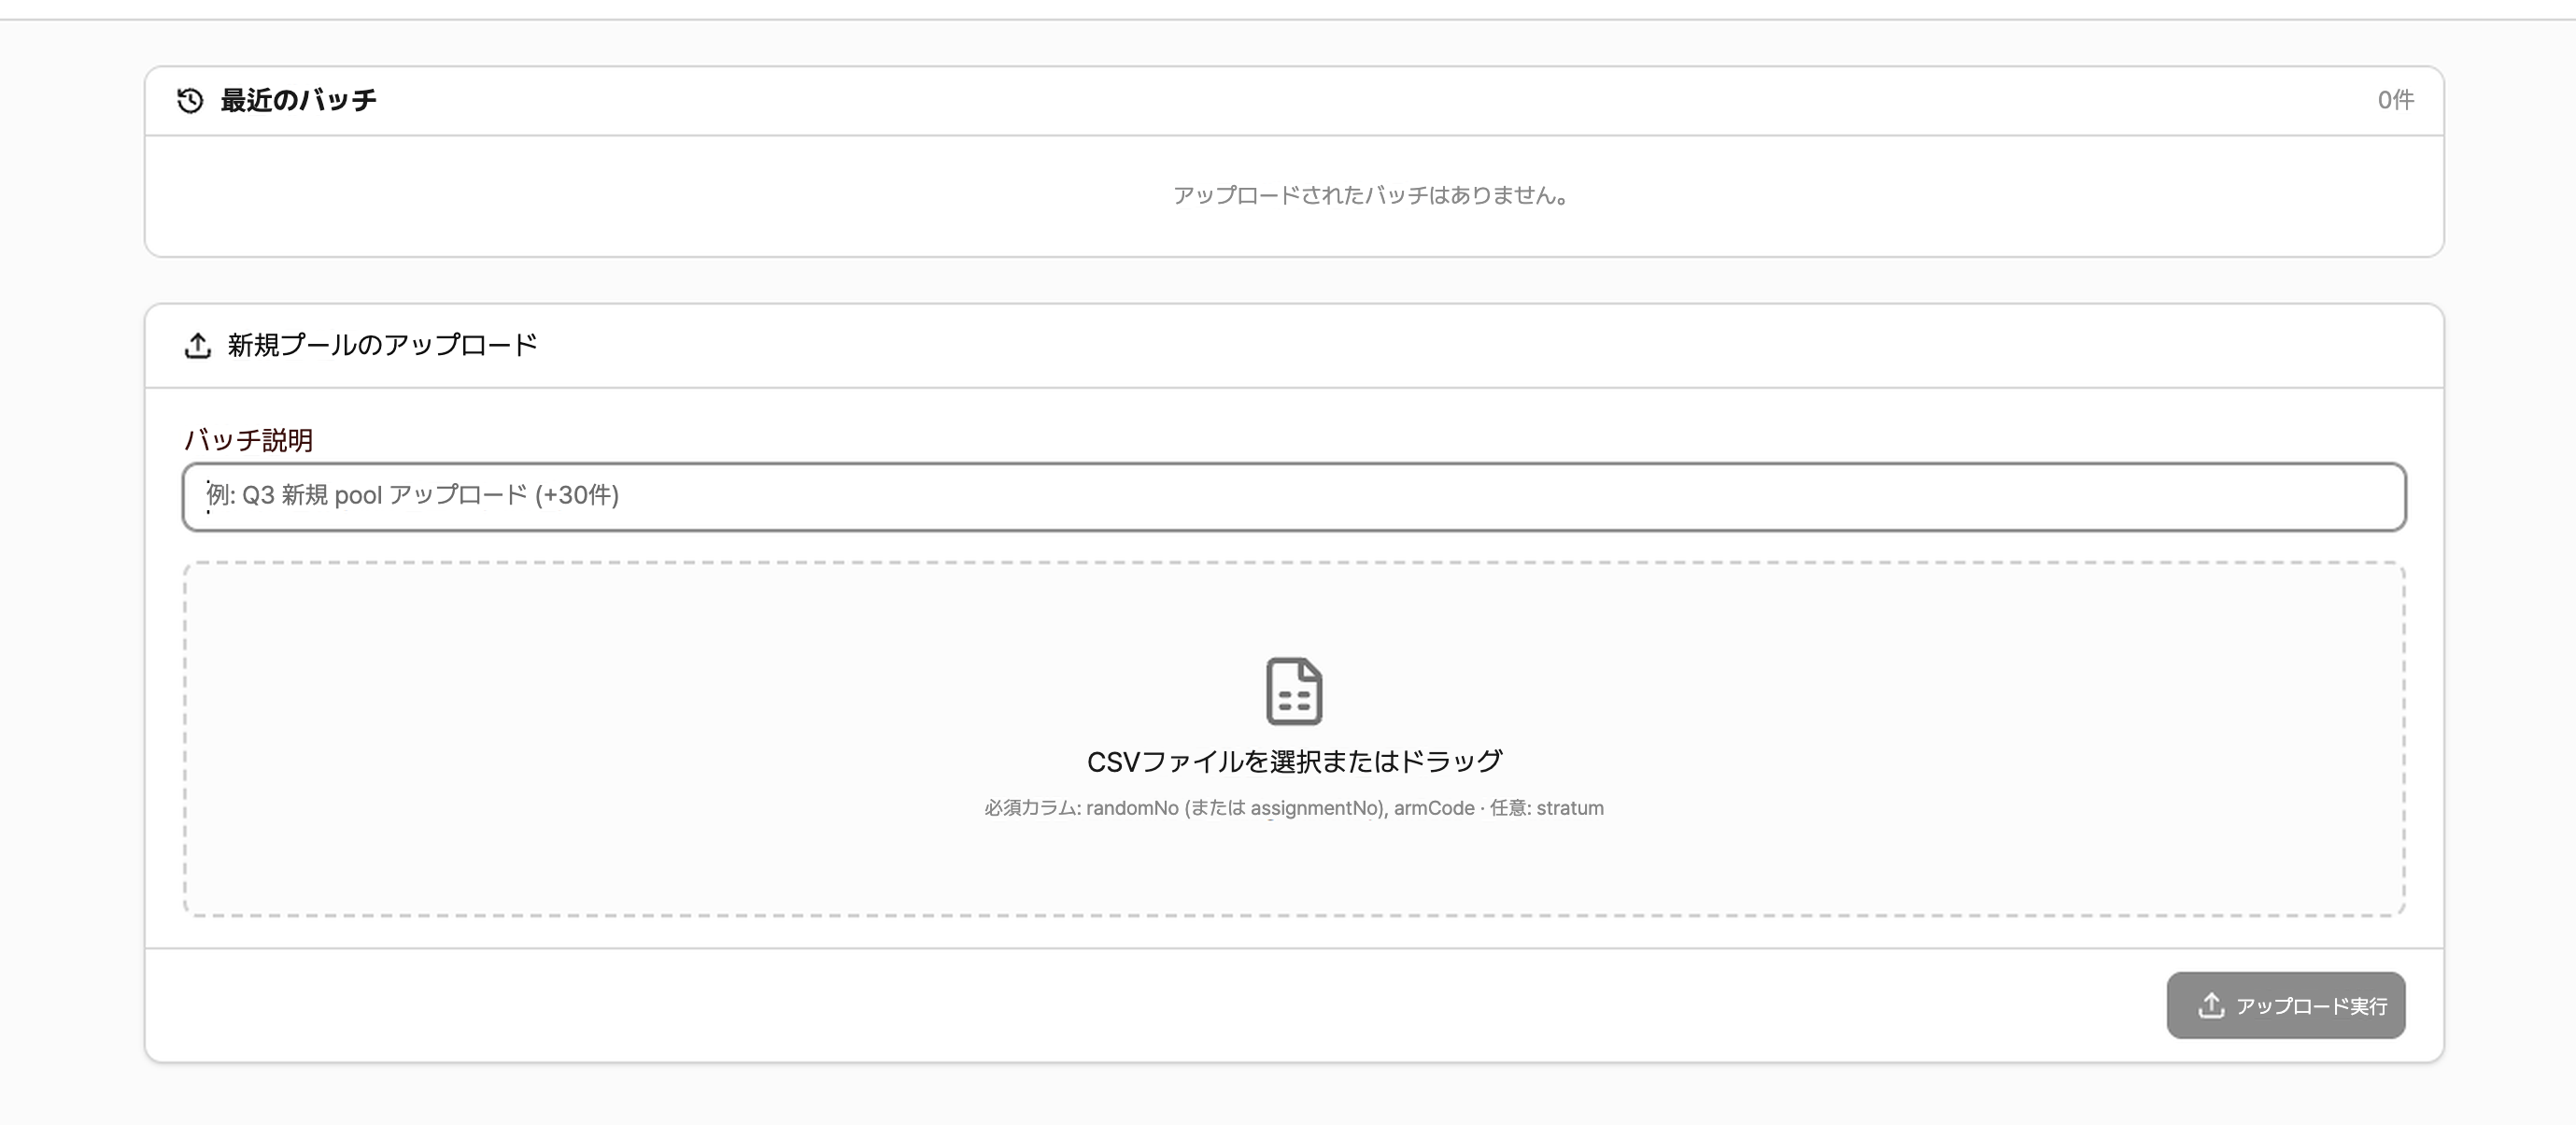 最近のバッチ
0件
アップロードされたバッチはありません。
新規プールのアップロード
バッチ説明
例: Q3 新規 pool アップロード (+30件)
CSVファイルを選択またはドラッグ
必須カラム: randomNo (または assignmentNo), armCode · 任意: stratum
アップロード実行